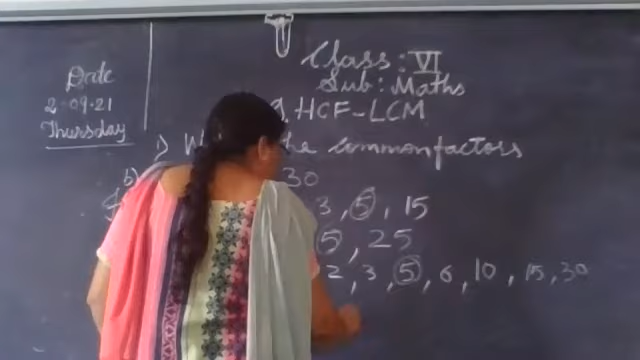 Class: VI
Sub: Maths
Date
2·09·21
Thursday
HCF-LCM
the common factors
b) 30
3, 5, 15
5, 25
2, 3, 5, 6, 10, 15, 30